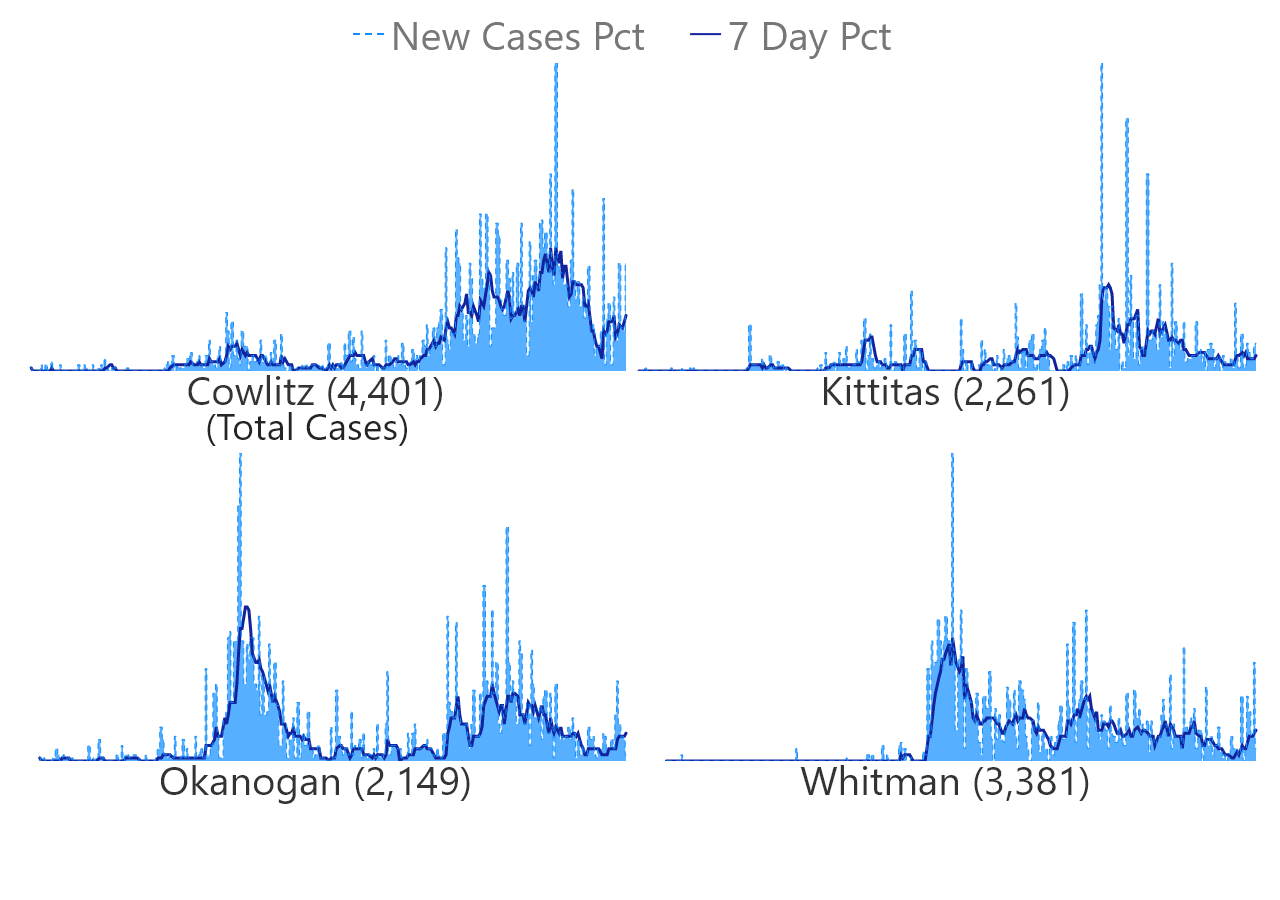 New Cases Pct 7 Day Pct
Cowlitz (4,401) Kittitas (2,261)
(Total Cases)
Okanogan (2,149) Whitman (3,381)